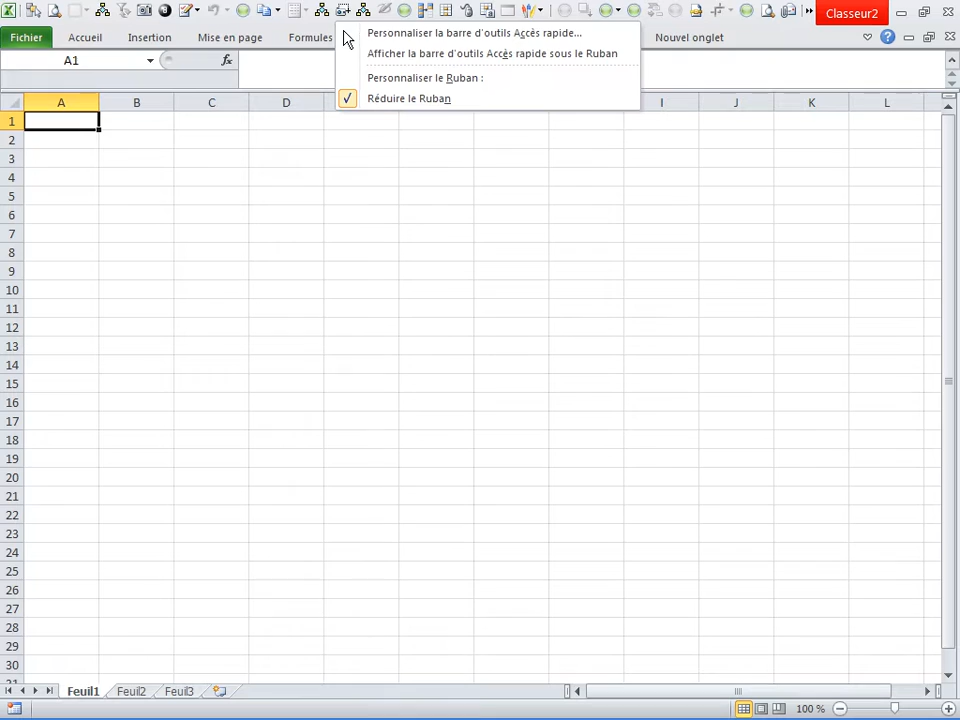 Classeur2
Fichier
Accueil
Insertion
Mise en page
Formules
Nouvel onglet
Personnaliser la barre d'outils Accès rapide...
Afficher la barre d'outils Accès rapide sous le Ruban
Personnaliser le Ruban :
Réduire le Ruban
A1
fx
A B C D I J K L
1
2
3
4
5
6
7
8
9
10
11
12
13
14
15
16
17
18
19
20
21
22
23
24
25
26
27
28
29
30
Feuil1 Feuil2 Feuil3
100 %